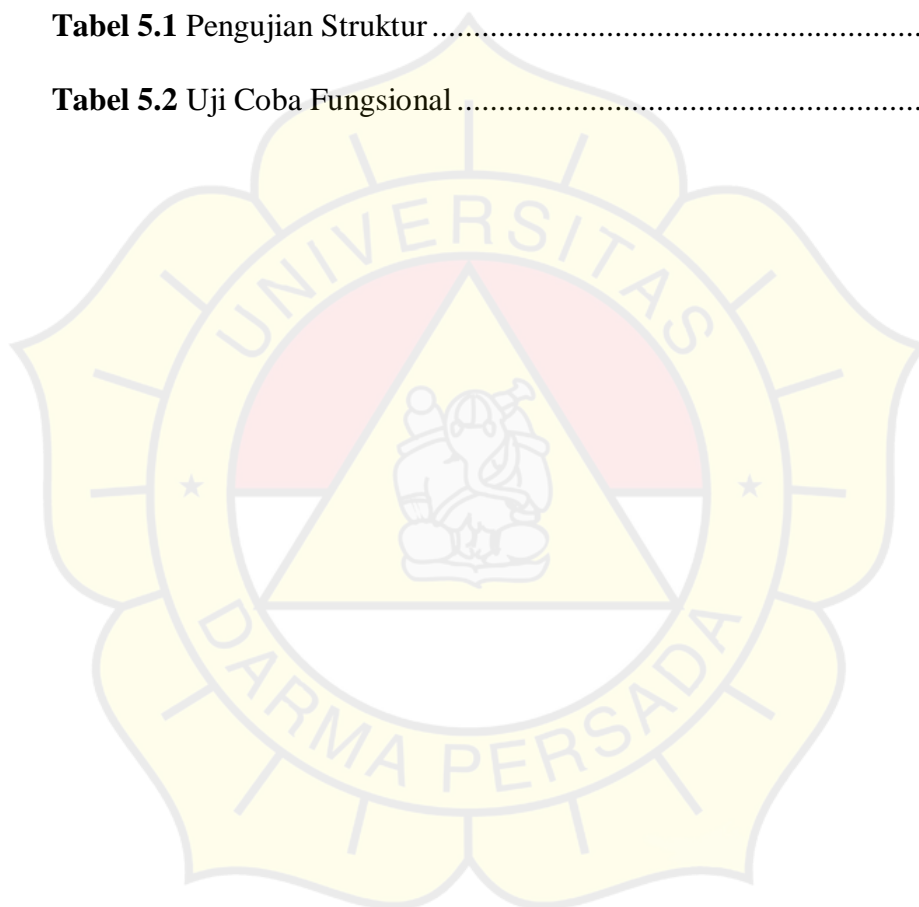 Tabel 5.1 Pengujian Struktur......................................................................
Tabel 5.2 Uji Coba Fungsional...................................................................
UNIVERSITAS
DARMA PERSADA